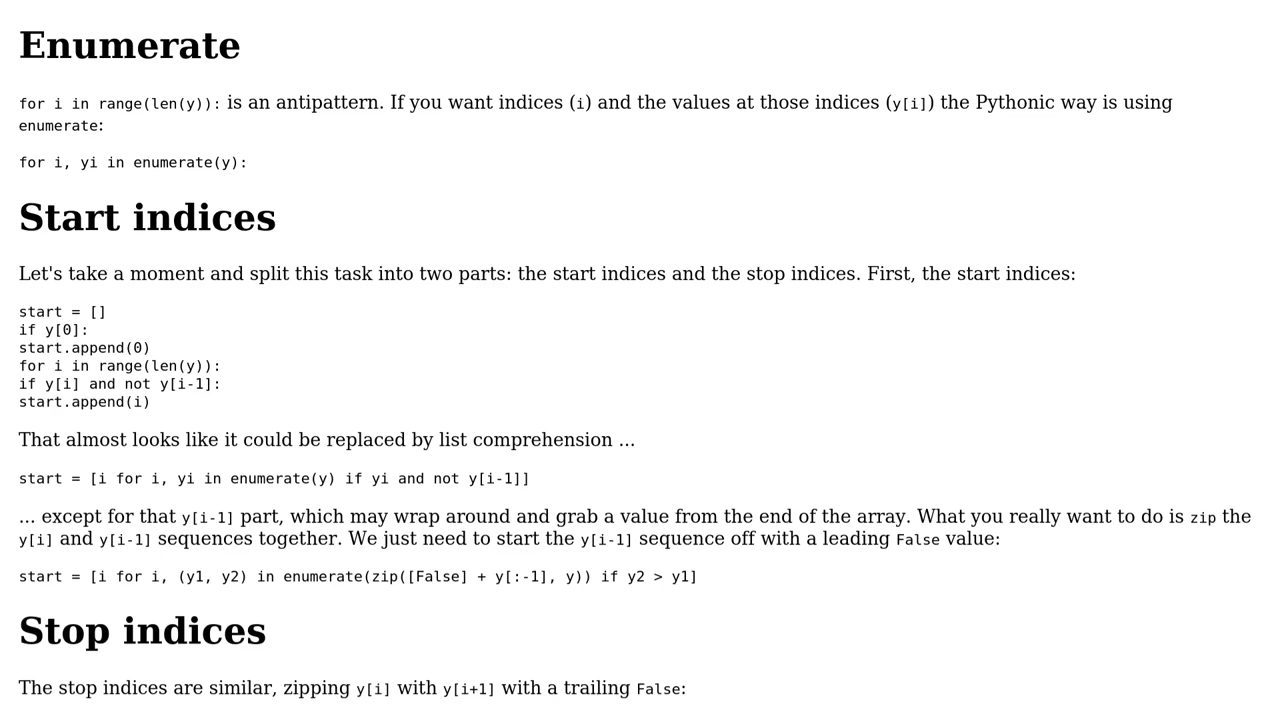 Enumerate
for i in range(len(y)): is an antipattern. If you want indices (i) and the values at those indices (y[i]) the Pythonic way is using
enumerate:
for i, yi in enumerate(y):
Start indices
Let's take a moment and split this task into two parts: the start indices and the stop indices. First, the start indices:
start = []
if y[0]:
start.append(0)
for i in range(len(y)):
if y[i] and not y[i-1]:
start.append(i)
That almost looks like it could be replaced by list comprehension ...
start = [i for i, yi in enumerate(y) if yi and not y[i-1]]
... except for that y[i-1] part, which may wrap around and grab a value from the end of the array. What you really want to do is zip the
y[i] and y[i-1] sequences together. We just need to start the y[i-1] sequence off with a leading False value:
start = [i for i, (y1, y2) in enumerate(zip([False] + y[:-1], y)) if y2 > y1]
Stop indices
The stop indices are similar, zipping y[i] with y[i+1] with a trailing False: